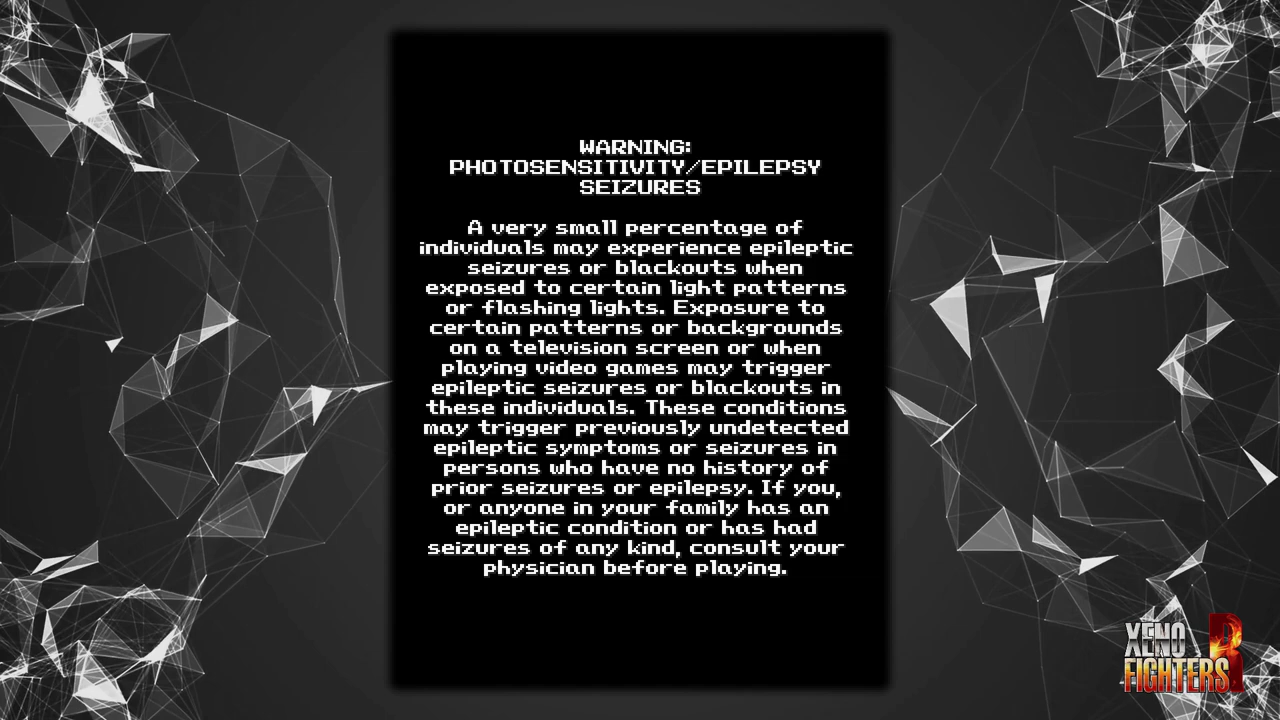 WARNING:
PHOTOSENSITIVITY/EPILEPSY
SEIZURES
A very small percentage of
individuals may experience epileptic
seizures or blackouts when
exposed to certain light patterns
or flashing lights. Exposure to
certain patterns or backgrounds
on a television screen or when
playing video games may trigger
epileptic seizures or blackouts in
these individuals. These conditions
may trigger previously undetected
epileptic symptoms or seizures in
persons who have no history of
prior seizures or epilepsy. If you,
or anyone in your family has an
epileptic condition or has had
seizures of any kind, consult your
physician before playing.
XENO
FIGHTERS R